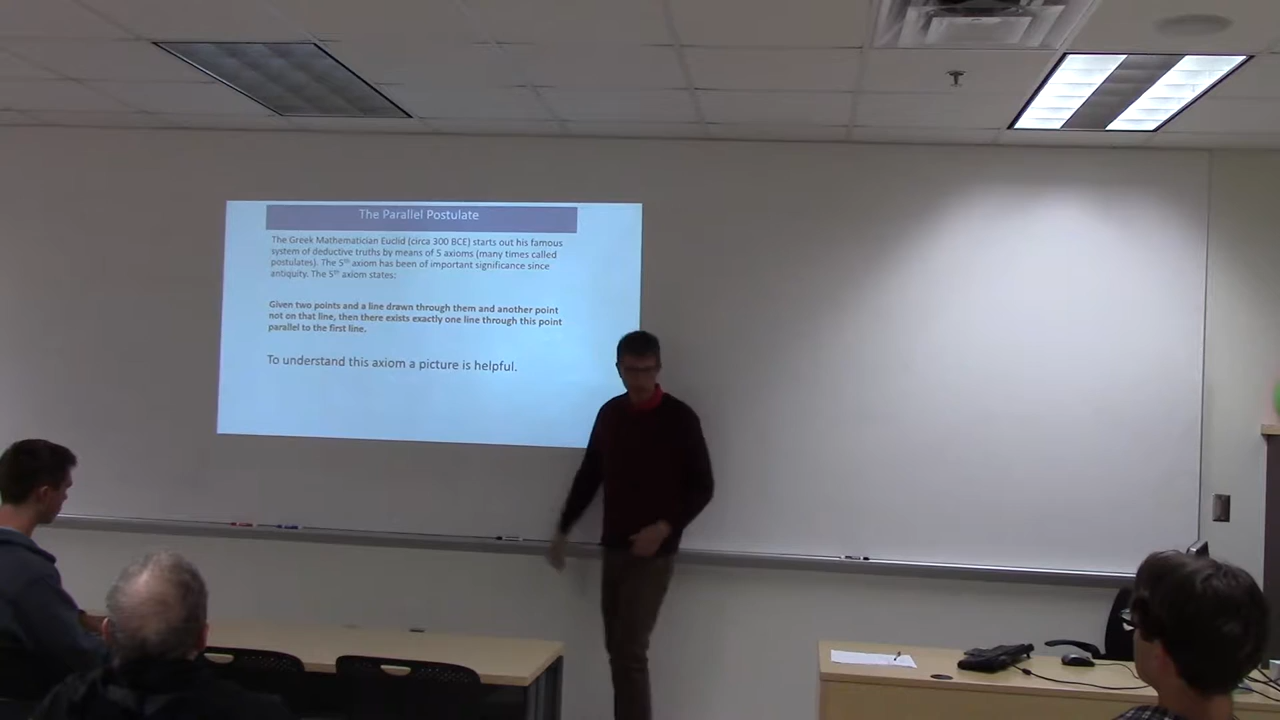 The Parallel Postulate
The Greek Mathematician Euclid (circa 300 BCE) starts out his famous
system of deductive truths by means of 5 axioms (many times called
postulates). The 5th axiom has been of important significance since
antiquity. The 5th axiom states:
Given two points and a line drawn through them and another point
not on that line, then there exists exactly one line through this point
parallel to the first line.
To understand this axiom a picture is helpful.